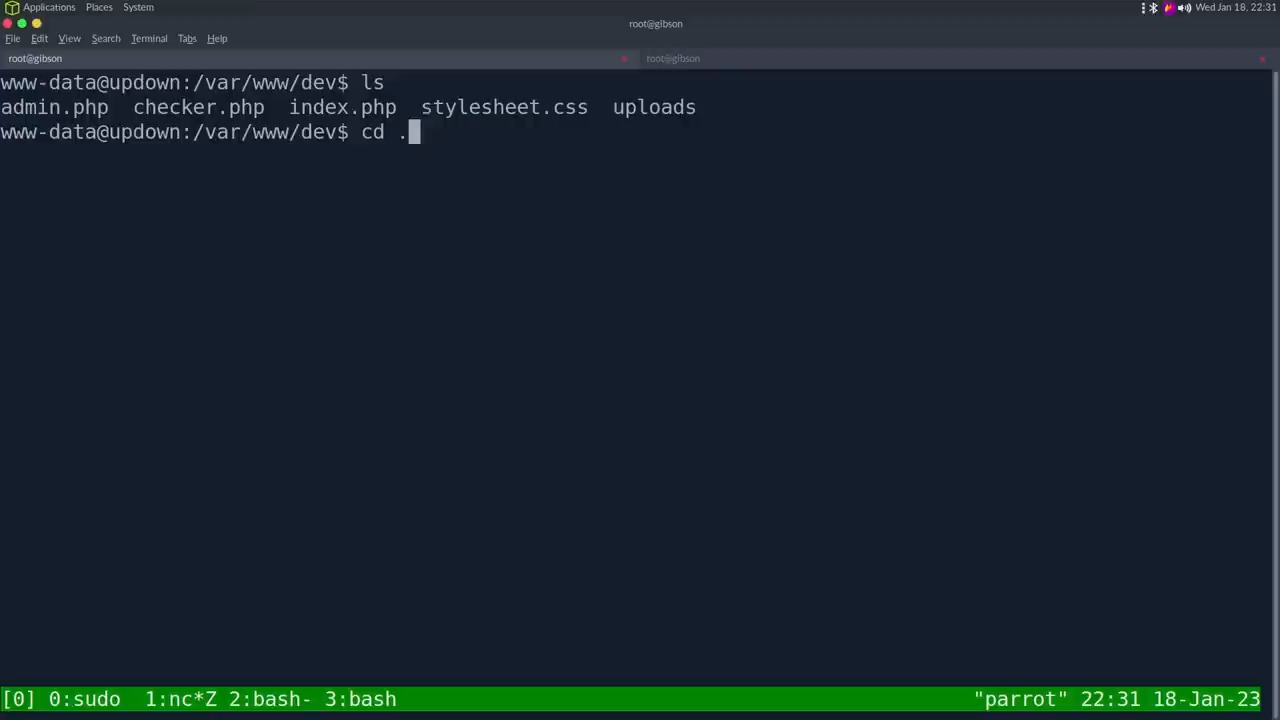 Applications Places System Wed Jan 18, 22:31
root@gibson
File Edit View Search Terminal Tabs Help
root@gibson root@gibson
www-data@updown:/var/www/dev$ ls
admin.php checker.php index.php stylesheet.css uploads
www-data@updown:/var/www/dev$ cd .
[0] 0:sudo 1:nc*Z 2:bash- 3:bash "parrot" 22:31 18-Jan-23